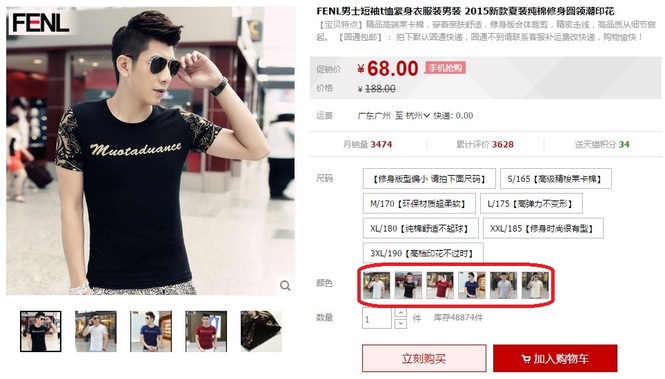 FENL
Muotaduance
FENL男士短袖t恤紧身衣服装男装 2015新款夏装纯棉修身圆领潮印花
【宝贝特点】精品高端莱卡棉，穿着亲肤舒适，修身版合体裁剪，精密走线，高品质从细节做
起。【圆通包邮】：拍下默认圆通快递，圆通不到请联系客服补运费改快递，购物愉快！
促销价 ¥68.00 手机抢购
价格 ¥188.00
运费 广东广州 至 杭州 快递: 0.00
月销量 3474 累计评价 3628 送天猫积分 34
尺码 【修身版型偏小 请拍下面尺码】 S/165【高级精梭莱卡棉】
M/170【环保材质超柔软】 L/175【高弹力不变形】
XL/180【纯棉舒适不起球】 XXL/185【修身时尚很有型】
3XL/190【高档印花不过时】
颜色
数量 1 件 库存48874件
立刻购买 加入购物车